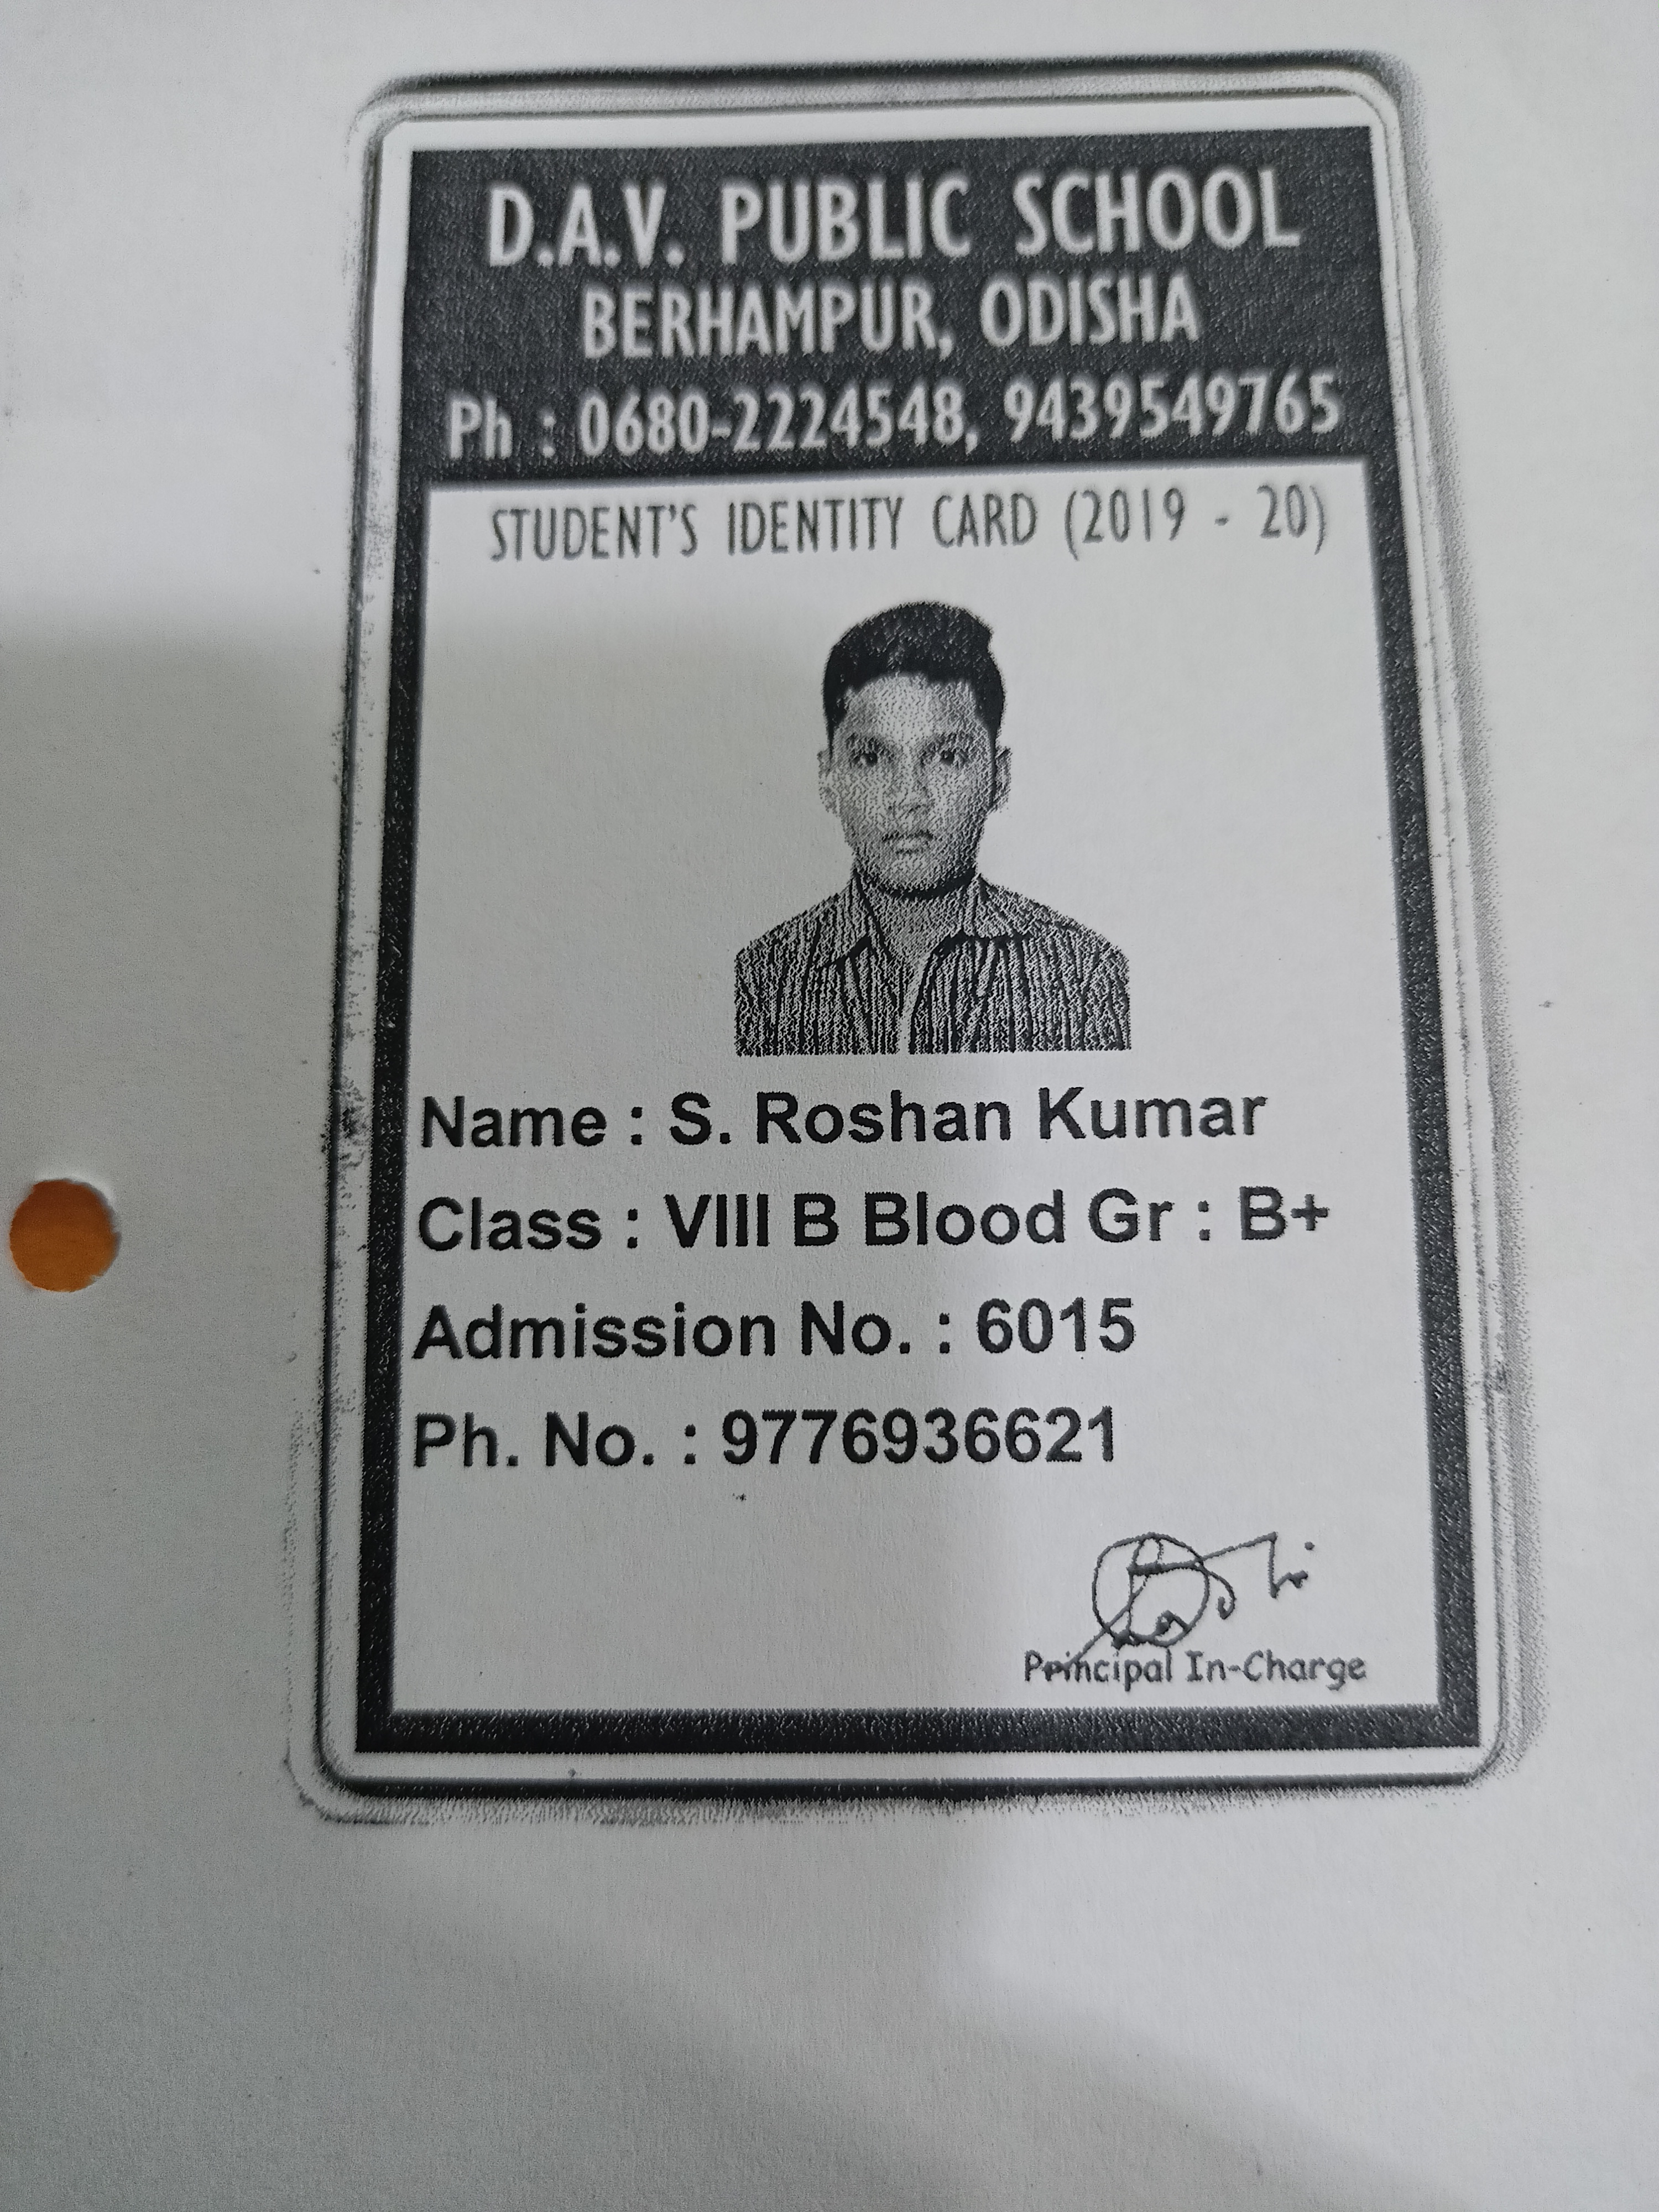 D.A.V. PUBLIC SCHOOL
BERHAMPUR, ODISHA
Ph : 0680-2224548, 9439549765
STUDENT'S IDENTITY CARD (2019 - 20)
Name : S. Roshan Kumar
Class : VIII B Blood Gr : B+
Admission No. : 6015
Ph. No. : 9776936621
Principal In-Charge